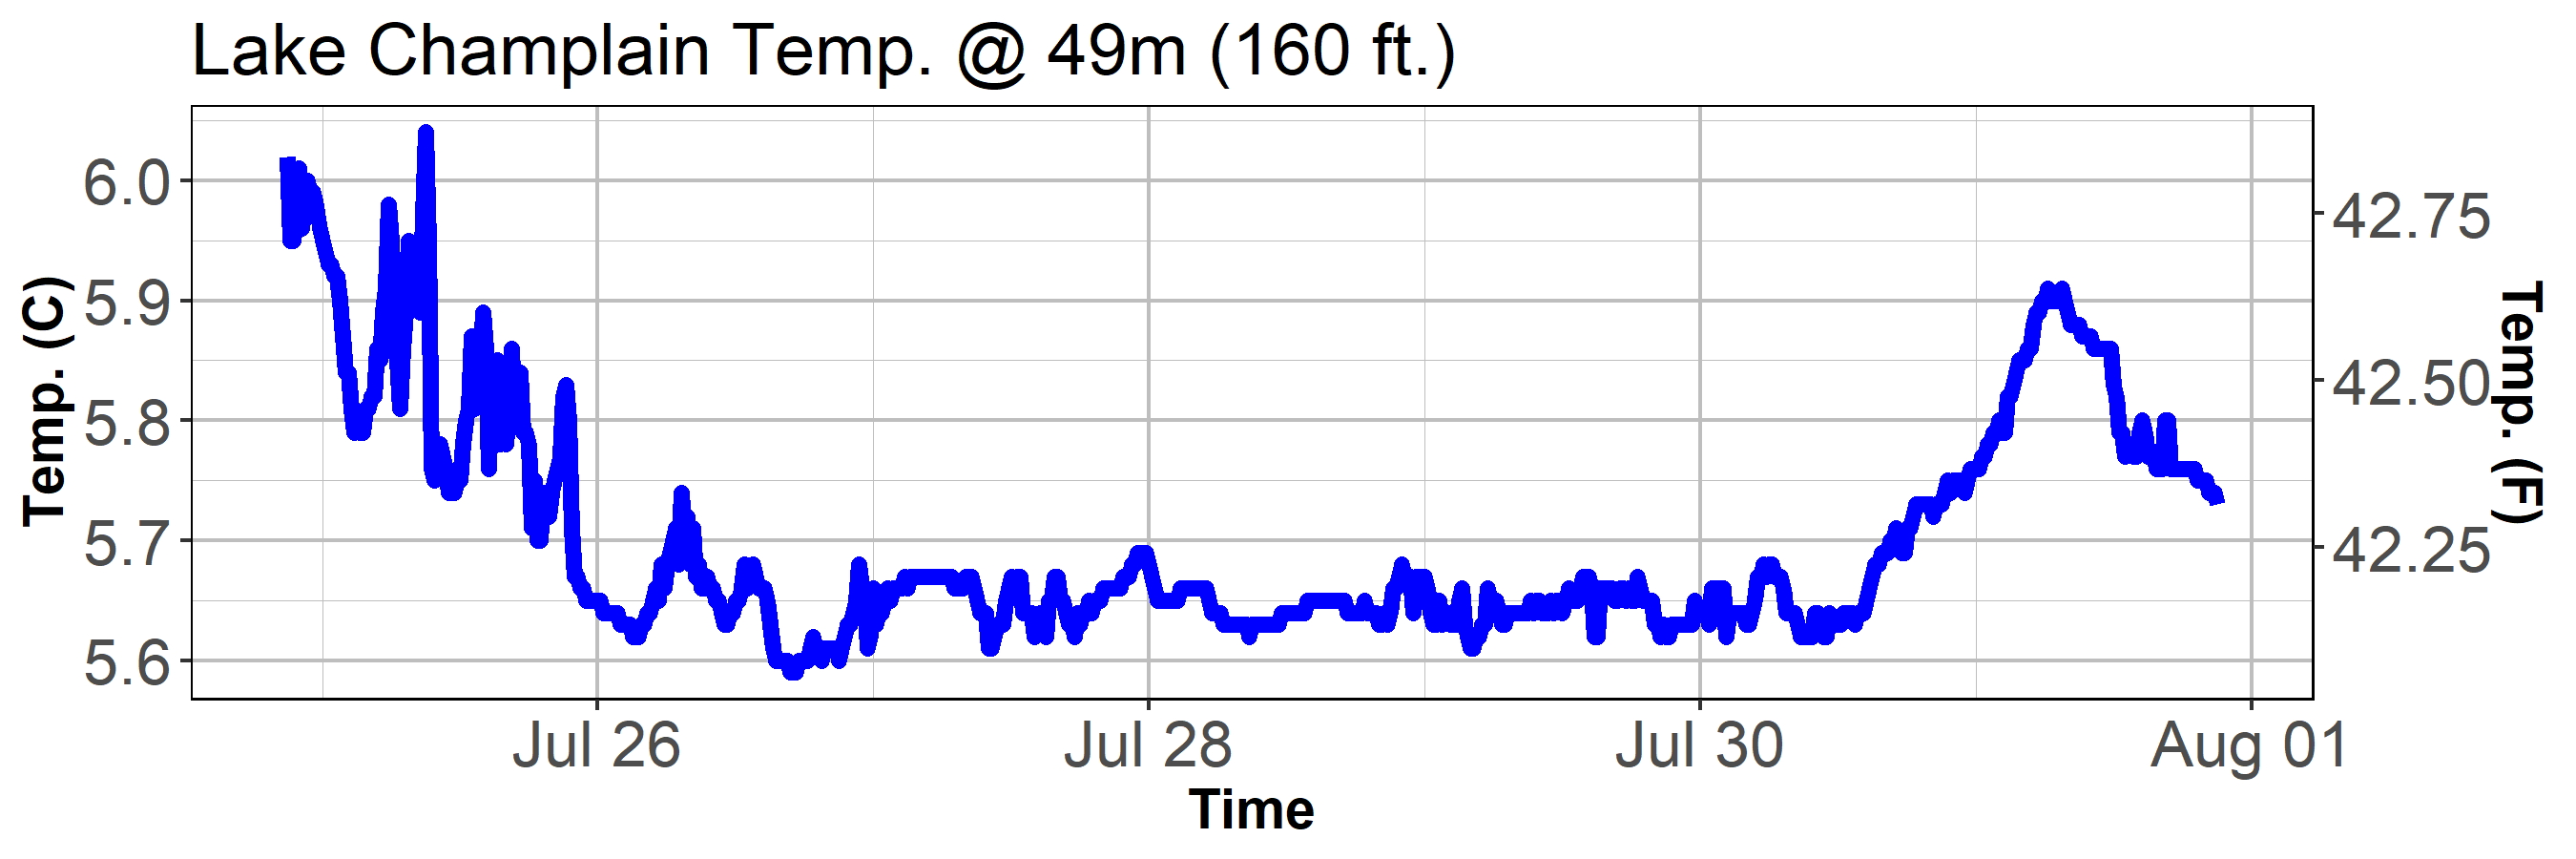 Lake Champlain Temp. @ 49m (160 ft.)
Temp. (C)
6.0
5.9
5.8
5.7
5.6
42.75
42.50
42.25
Temp. (F)
Jul 26
Jul 28
Jul 30
Aug 01
Time